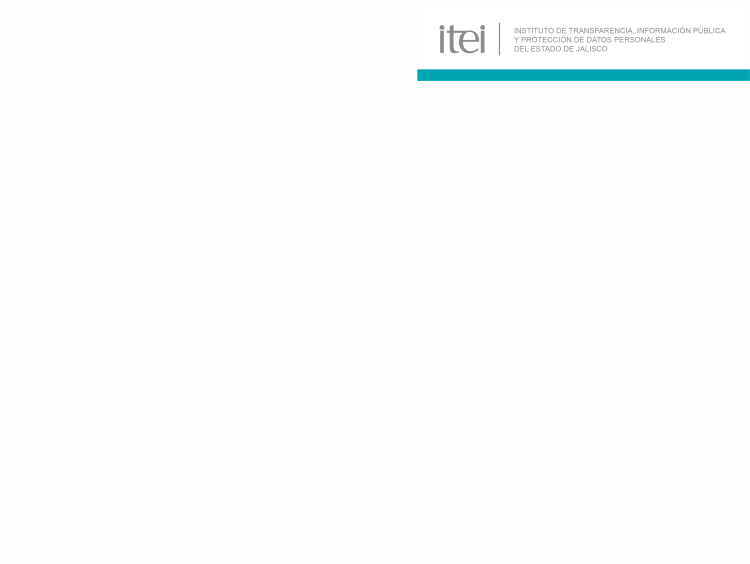 itei
INSTITUTO DE TRANSPARENCIA, INFORMACIÓN PÚBLICA
Y PROTECCIÓN DE DATOS PERSONALES
DEL ESTADO DE JALISCO